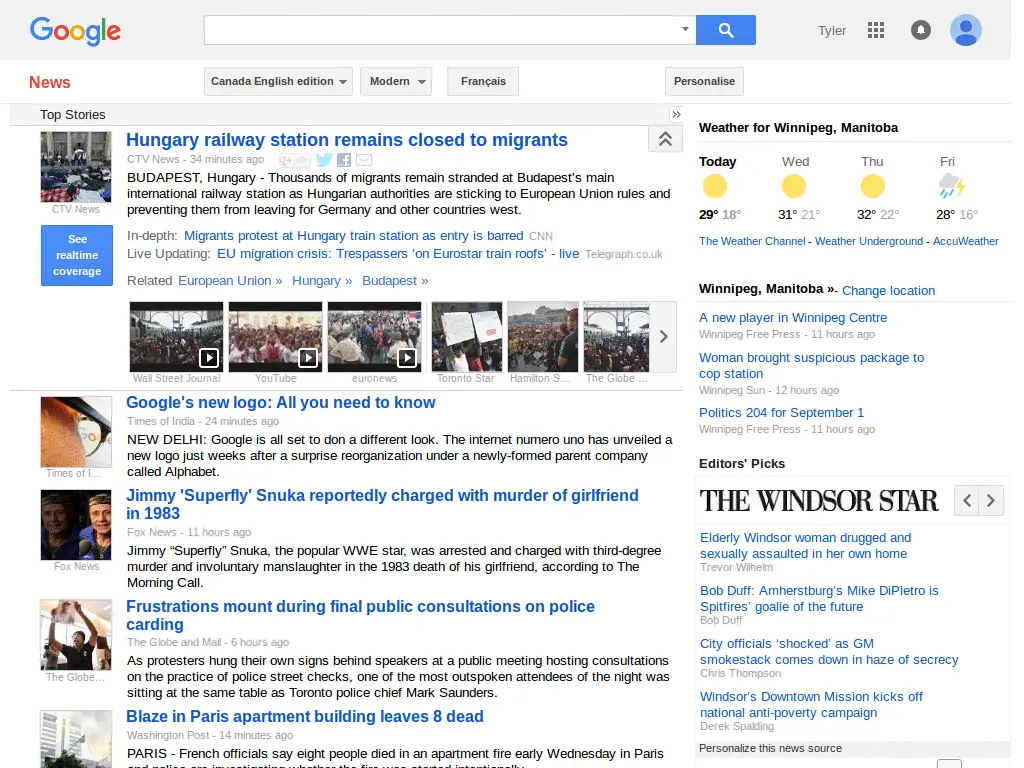 Google
Tyler
News
Canada English edition
Modern
Français
Personalise
Top Stories
»
Hungary railway station remains closed to migrants
CTV News - 34 minutes ago
BUDAPEST, Hungary - Thousands of migrants remain stranded at Budapest's main
international railway station as Hungarian authorities are sticking to European Union rules and
preventing them from leaving for Germany and other countries west.
CTV News
See
realtime
coverage
In-depth: Migrants protest at Hungary train station as entry is barred CNN
Live Updating: EU migration crisis: Trespassers 'on Eurostar train roofs' - live Telegraph.co.uk
Related European Union » Hungary » Budapest »
Wall Street Journal
YouTube
euronews
Toronto Star
Hamilton S...
The Globe ...
Google's new logo: All you need to know
Times of India - 24 minutes ago
NEW DELHI: Google is all set to don a different look. The internet numero uno has unveiled a
new logo just weeks after a surprise reorganization under a newly-formed parent company
called Alphabet.
Times of I...
Jimmy 'Superfly' Snuka reportedly charged with murder of girlfriend
in 1983
Fox News - 11 hours ago
Jimmy “Superfly” Snuka, the popular WWE star, was arrested and charged with third-degree
murder and involuntary manslaughter in the 1983 death of his girlfriend, according to The
Morning Call.
Fox News
Frustrations mount during final public consultations on police
carding
The Globe and Mail - 6 hours ago
As protesters hung their own signs behind speakers at a public meeting hosting consultations
on the practice of police street checks, one of the most outspoken attendees of the night was
sitting at the same table as Toronto police chief Mark Saunders.
The Globe...
Blaze in Paris apartment building leaves 8 dead
Washington Post - 14 minutes ago
PARIS - French officials say eight people died in an apartment fire early Wednesday in Paris
and police are investigating whether the fire was started intentionally.
Weather for Winnipeg, Manitoba
Today Wed Thu Fri
29° 18° 31° 21° 32° 22° 28° 16°
The Weather Channel - Weather Underground - AccuWeather
Winnipeg, Manitoba »- Change location
A new player in Winnipeg Centre
Winnipeg Free Press - 11 hours ago
Woman brought suspicious package to
cop station
Winnipeg Sun - 12 hours ago
Politics 204 for September 1
Winnipeg Free Press - 11 hours ago
Editors' Picks
THE WINDSOR STAR
Elderly Windsor woman drugged and
sexually assaulted in her own home
Trevor Wilhelm
Bob Duff: Amherstburg’s Mike DiPietro is
Spitfires’ goalie of the future
Bob Duff
City officials ‘shocked’ as GM
smokestack comes down in haze of secrecy
Chris Thompson
Windsor's Downtown Mission kicks off
national anti-poverty campaign
Derek Spalding
Personalize this news source